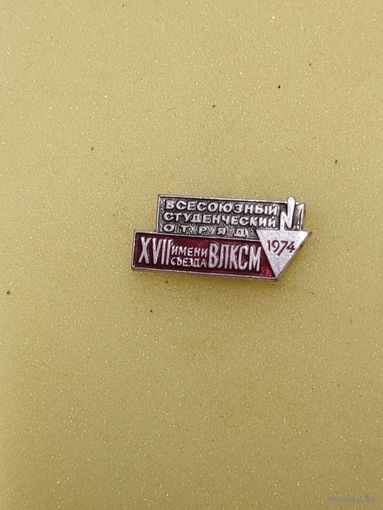 ВСЕСОЮЗНЫЙ
СТУДЕНЧЕСКИЙ
ОТРЯД
XVII ИМЕНИ СЪЕЗДА ВЛКСМ
1974